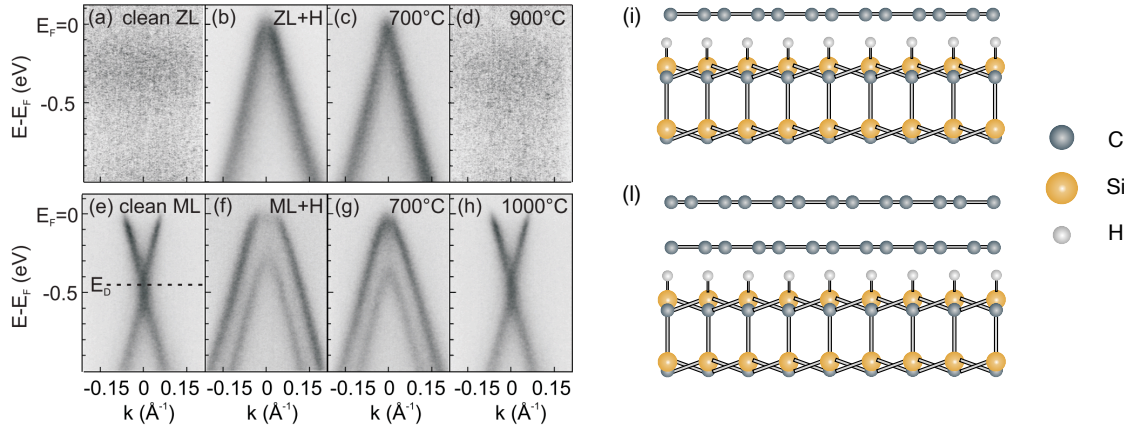 (a) clean ZL
(b) ZL+H
(c) 700°C
(d) 900°C
E_F=0
-0.5
E-E_F (eV)
(e) clean ML
(f) ML+H
(g) 700°C
(h) 1000°C
E_F=0
E_D
-0.5
E-E_F (eV)
-0.15 0 0.15
-0.15 0 0.15
-0.15 0 0.15
-0.15 0 0.15
k (Å⁻¹)
k (Å⁻¹)
k (Å⁻¹)
k (Å⁻¹)
(i)
(l)
C
Si
H